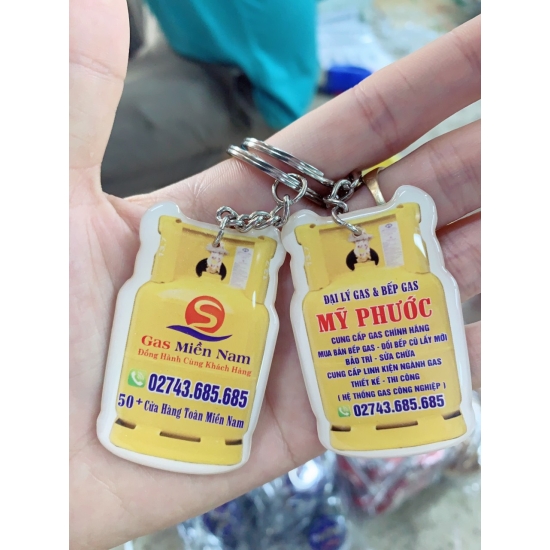 S
Gas Miền Nam
Đồng Hành Cùng Khách Hàng
02743.685.685
50+ Cửa Hàng Toàn Miền Nam
ĐẠI LÝ GAS & BẾP GAS
MỸ PHƯỚC
CUNG CẤP GAS CHÍNH HÃNG
MUA BÁN BẾP GAS - ĐỔI BẾP CŨ LẤY MỚI
BẢO TRÌ - SỬA CHỮA
CUNG CẤP LINH KIỆN NGÀNH GAS
THIẾT KẾ - THI CÔNG
( HỆ THỐNG GAS CÔNG NGHIỆP )
02743.685.685